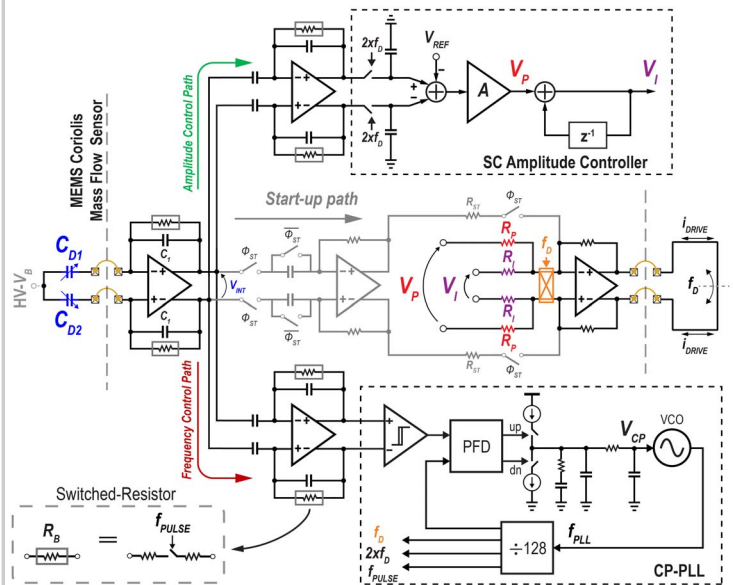 2xf_D
V_REF
+
−
−
A
V_P
V_I
z⁻¹
2xf_D
SC Amplitude Controller
Amplitude Control Path
MEMS Coriolis
Mass Flow Sensor
Start-up path
R_ST
Φ_ST
HV-V_B
C_D1
C_D2
C_1
C_1
− +
+ −
V_INT
Φ_ST
Φ_ST
Φ_ST
Φ_ST
− +
+ −
V_P
V_I
R_P
R_I
R_I
R_P
f_D
− +
+ −
i_DRIVE
f_D
i_DRIVE
R_ST
Φ_ST
Frequency Control Path
− +
+ −
+
−
PFD
up
dn
V_CP
VCO
f_PLL
÷128
f_D
2xf_D
f_PULSE
CP-PLL
Switched-Resistor
R_B
=
f_PULSE